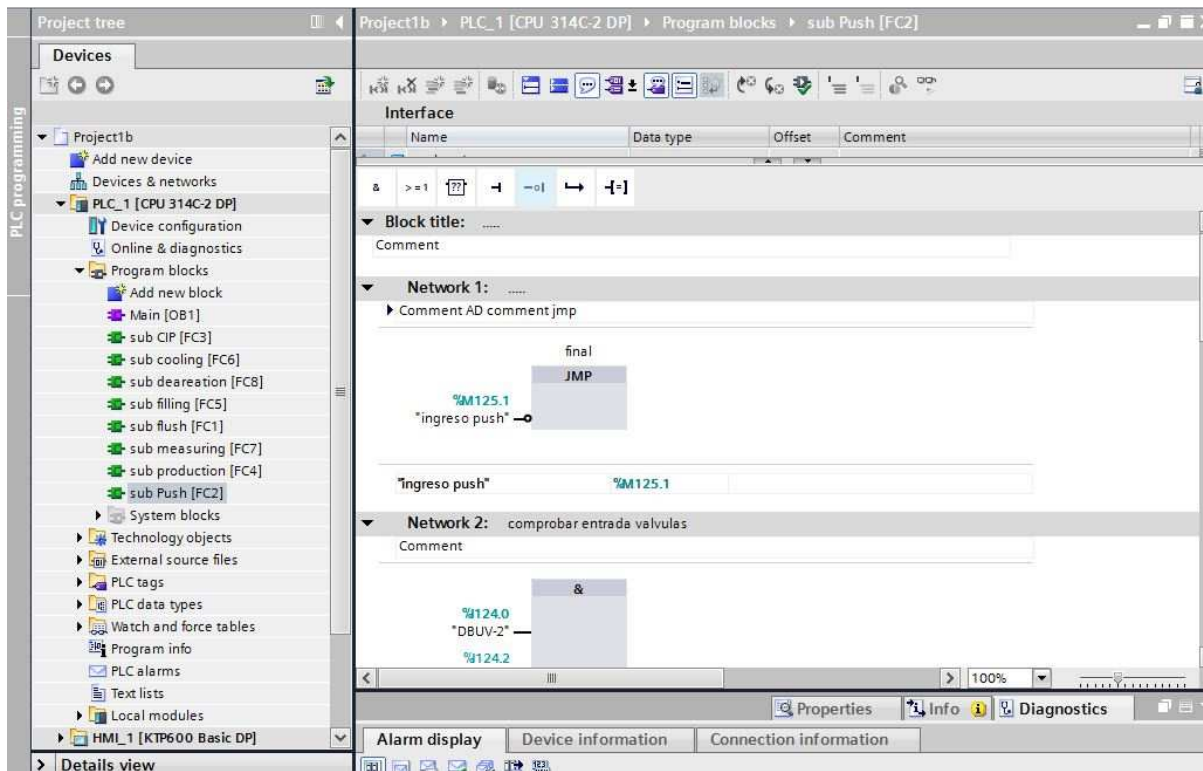 Project tree
Project1b PLC_1 [CPU 314C-2 DP] Program blocks sub Push [FC2]
Devices
PLC programming
Project1b
Add new device
Devices & networks
PLC_1 [CPU 314C-2 DP]
Device configuration
Online & diagnostics
Program blocks
Add new block
Main [OB1]
sub CIP [FC3]
sub cooling [FC6]
sub deareation [FC8]
sub filling [FC5]
sub flush [FC1]
sub measuring [FC7]
sub production [FC4]
sub Push [FC2]
System blocks
Technology objects
External source files
PLC tags
PLC data types
Watch and force tables
Program info
PLC alarms
Text lists
Local modules
HMI_1 [KTP600 Basic DP]
Details view
Interface
Name Data type Offset Comment
& >=1 ?? -[=]
Block title: .....
Comment
Network 1: .....
Comment AD comment jmp
final
JMP
%M125.1
"ingreso push"
"ingreso push" %M125.1
Network 2: comprobar entrada valvulas
Comment
&
%I124.0
"DBUV-2"
%I124.2
100%
Properties Info Diagnostics
Alarm display Device information Connection information